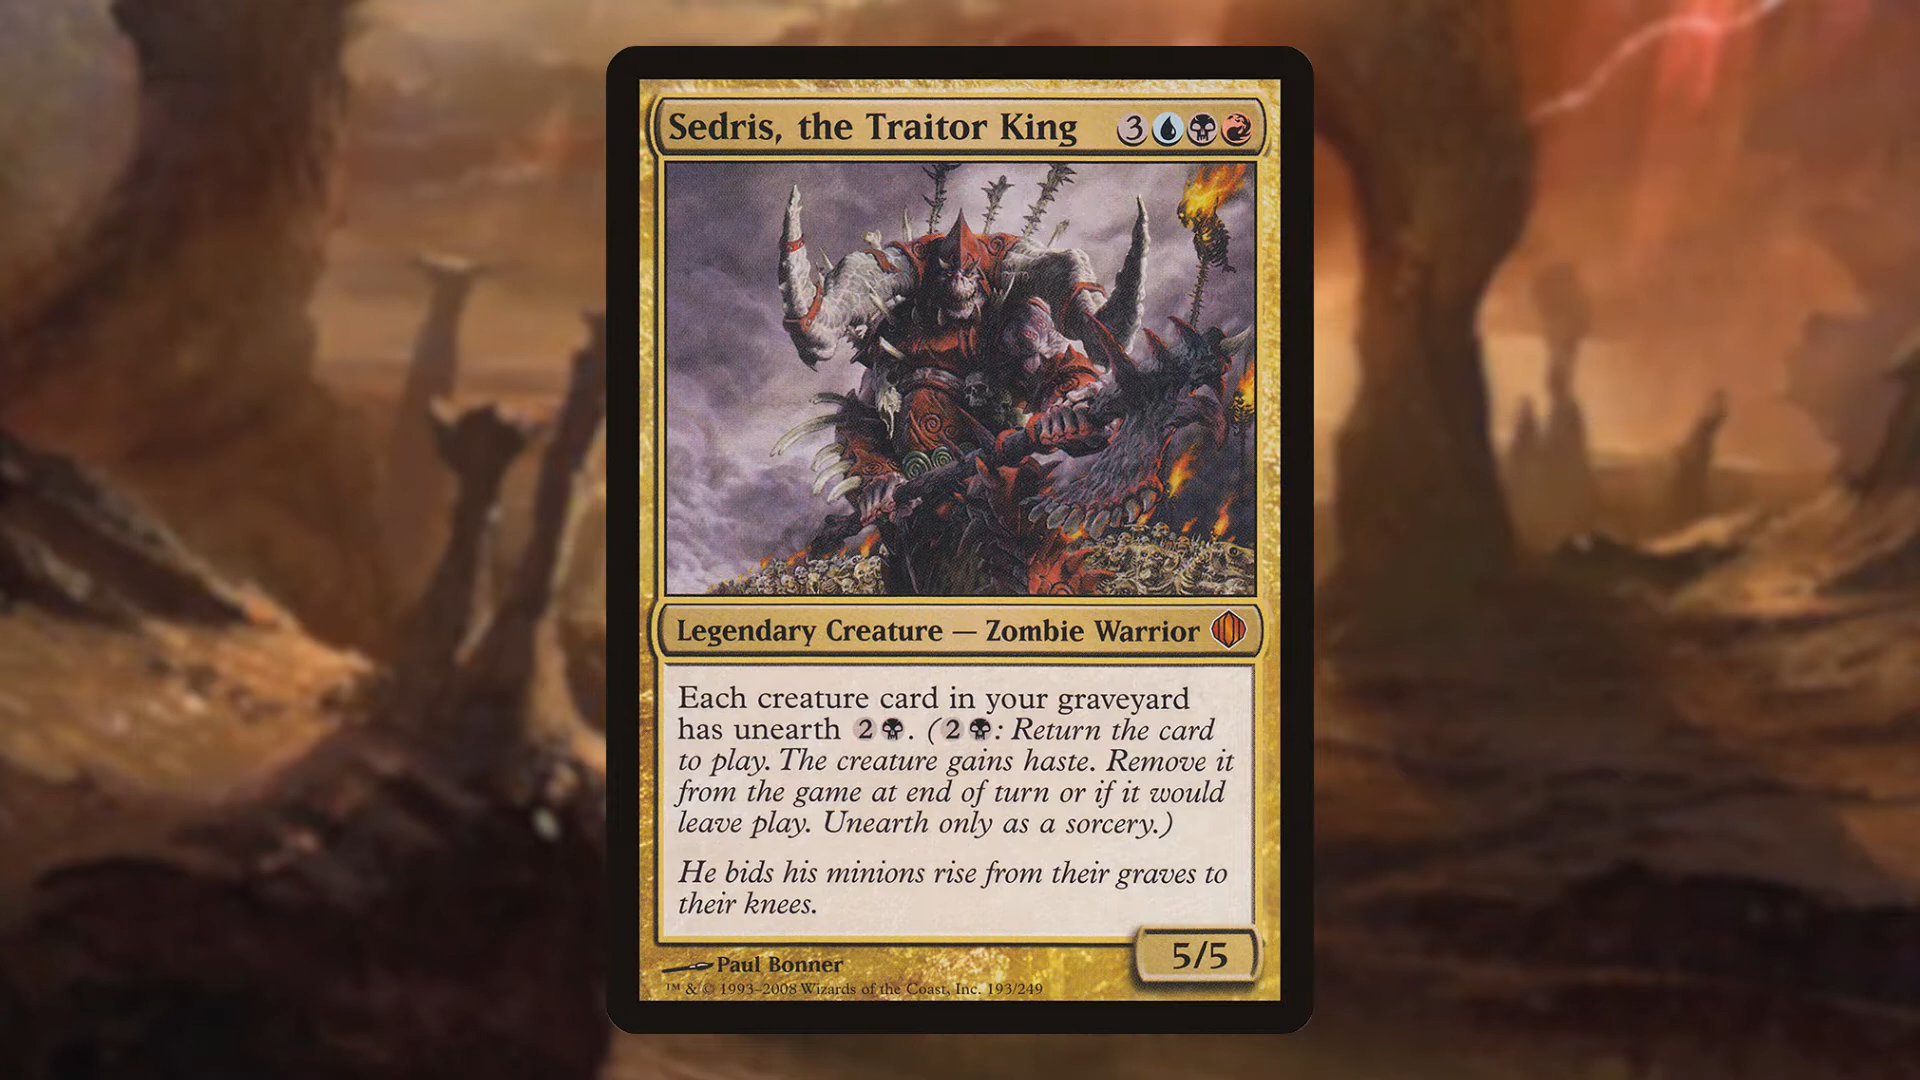 Sedris, the Traitor King 3
Legendary Creature — Zombie Warrior
Each creature card in your graveyard
has unearth 2. (2: Return the card
to play. The creature gains haste. Remove it
from the game at end of turn or if it would
leave play. Unearth only as a sorcery.)
He bids his minions rise from their graves to
their knees.
5/5
Paul Bonner
™ & © 1993–2008 Wizards of the Coast, Inc. 193/249